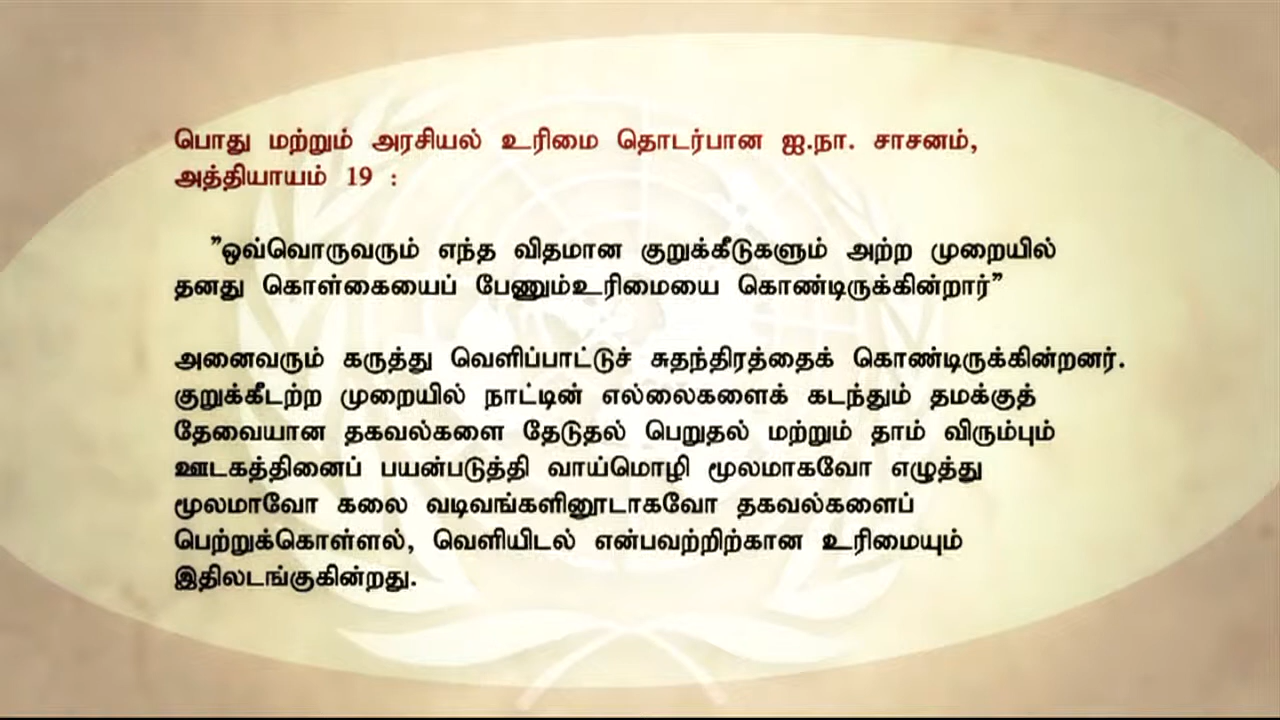 பொது மற்றும் அரசியல் உரிமை தொடர்பான ஐ.நா. சாசனம்,
அத்தியாயம் 19 :
”ஒவ்வொருவரும் எந்த விதமான குறுக்கீடுகளும் அற்ற முறையில்
தனது கொள்கையைப் பேணும்உரிமையை கொண்டிருக்கின்றார்”
அனைவரும் கருத்து வெளிப்பாட்டுச் சுதந்திரத்தைக் கொண்டிருக்கின்றனர்.
குறுக்கீடற்ற முறையில் நாட்டின் எல்லைகளைக் கடந்தும் தமக்குத்
தேவையான தகவல்களை தேடுதல் பெறுதல் மற்றும் தாம் விரும்பும்
ஊடகத்தினைப் பயன்படுத்தி வாய்மொழி மூலமாகவோ எழுத்து
மூலமாவோ கலை வடிவங்களினூடாகவோ தகவல்களைப்
பெற்றுக்கொள்ளல், வெளியிடல் என்பவற்றிற்கான உரிமையும்
இதிலடங்குகின்றது.